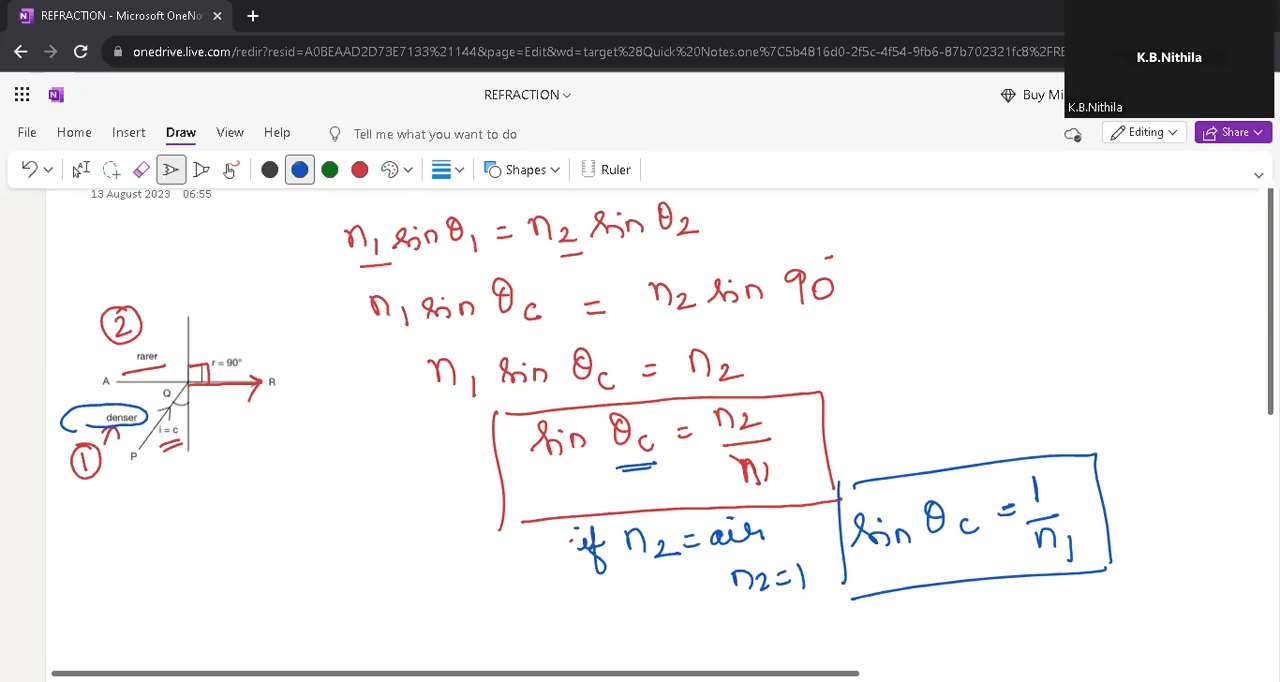 REFRACTION - Microsoft OneNo
onedrive.live.com/redir?resid=A0BEAAD2D73E7133%21144&page=Edit&wd=target%28Quick%20Notes.one%7C5b4816d0-2f5c-4f54-9fb6-87b702321fc8%2FRE
K.B.Nithila
K.B.Nithila
REFRACTION
Buy Mi
File Home Insert Draw View Help Tell me what you want to do
Editing
Share
Shapes
Ruler
13 August 2023 06:55
n₁ sin θ₁ = n₂ sin θ₂
n₁ sin θc = n₂ sin 90°
n₁ sin θc = n₂
sin θc = n₂/n₁
if n₂ = air
n₂ = 1
sin θc = 1/n₁
2
rarer
r = 90°
A
R
Q
denser
i = c
1
P